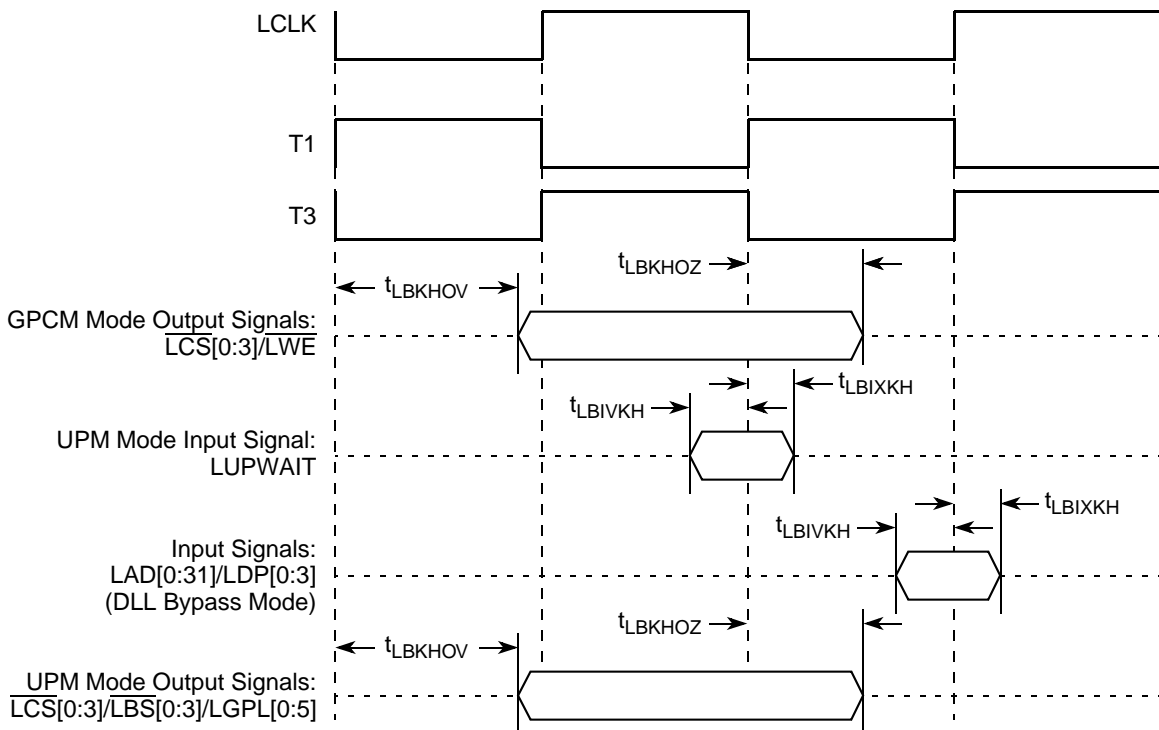 LCLK
T1
T3
tLBKHOZ
tLBKHOV
GPCM Mode Output Signals:
LCS[0:3]/LWE
tLBIXKH
tLBIVKH
UPM Mode Input Signal:
LUPWAIT
tLBIXKH
tLBIVKH
Input Signals:
LAD[0:31]/LDP[0:3]
(DLL Bypass Mode)
tLBKHOZ
tLBKHOV
UPM Mode Output Signals:
LCS[0:3]/LBS[0:3]/LGPL[0:5]